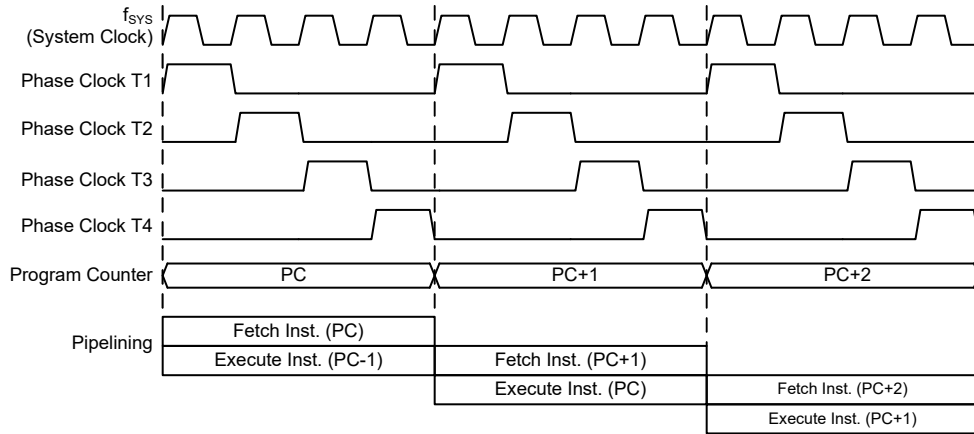 fSYS
(System Clock)
Phase Clock T1
Phase Clock T2
Phase Clock T3
Phase Clock T4
Program Counter PC PC+1 PC+2
Pipelining
Fetch Inst. (PC)
Execute Inst. (PC-1) Fetch Inst. (PC+1)
Execute Inst. (PC) Fetch Inst. (PC+2)
Execute Inst. (PC+1)